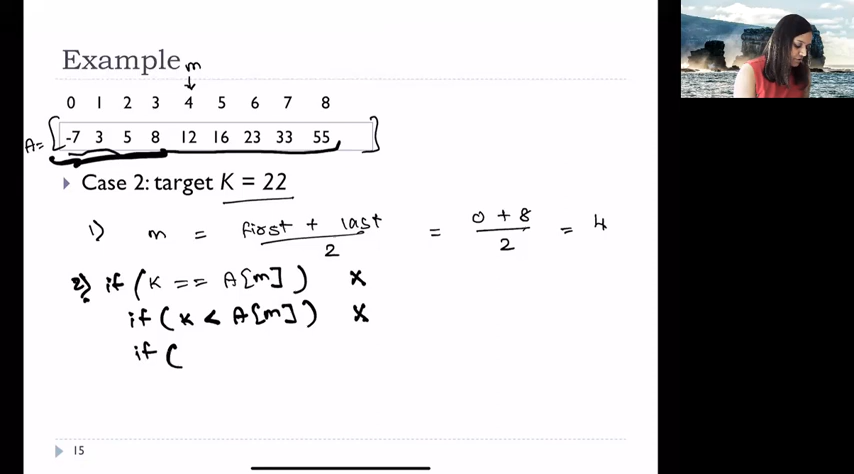 Example m
0 1 2 3 4 5 6 7 8
A= [-7 3 5 8 12 16 23 33 55 ]
Case 2: target K = 22
1) m = first + last / 2 = 0 + 8 / 2 = 4
2) if (K == A[m]) x
if (K < A[m]) x
if (
15